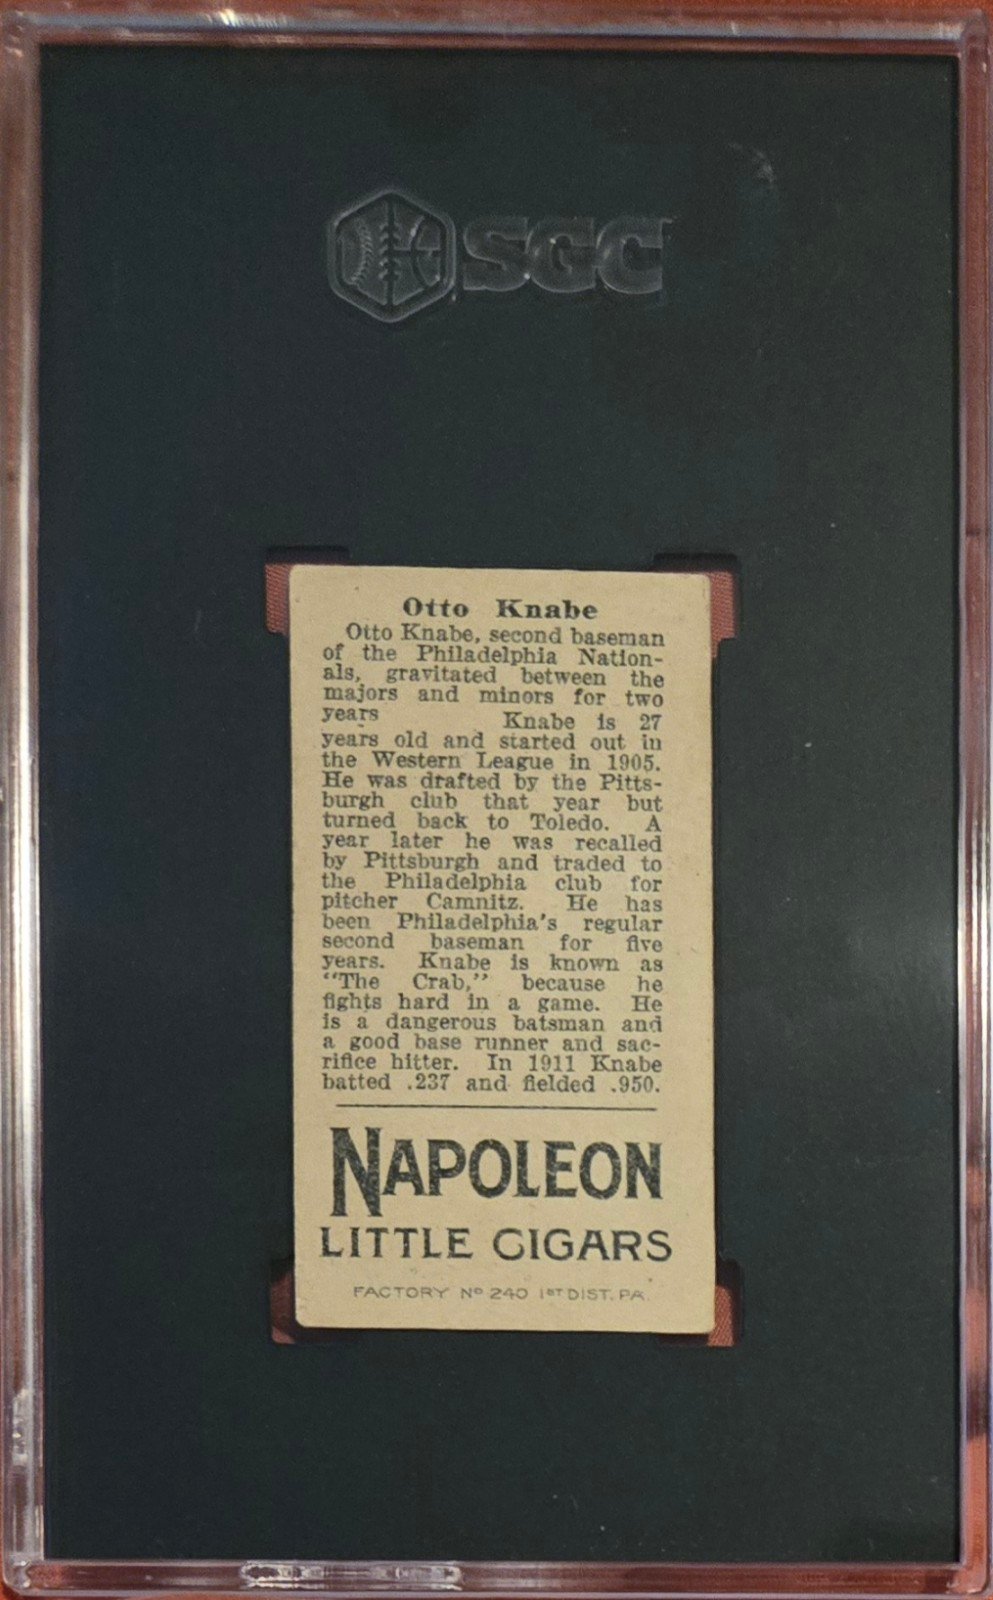 SGC
Otto Knabe
Otto Knabe, second baseman
of the Philadelphia Nation-
als, gravitated between the
majors and minors for two
years Knabe is 27
years old and started out in
the Western League in 1905.
He was drafted by the Pitts-
burgh club that year but
turned back to Toledo. A
year later he was recalled
by Pittsburgh and traded to
the Philadelphia club for
pitcher Camnitz. He has
been Philadelphia's regular
second baseman for five
years. Knabe is known as
"The Crab," because he
fights hard in a game. He
is a dangerous batsman and
a good base runner and sac-
rifice hitter. In 1911 Knabe
batted .237 and fielded .950.
NAPOLEON
LITTLE CIGARS
FACTORY No 240 1ST DIST. PA.